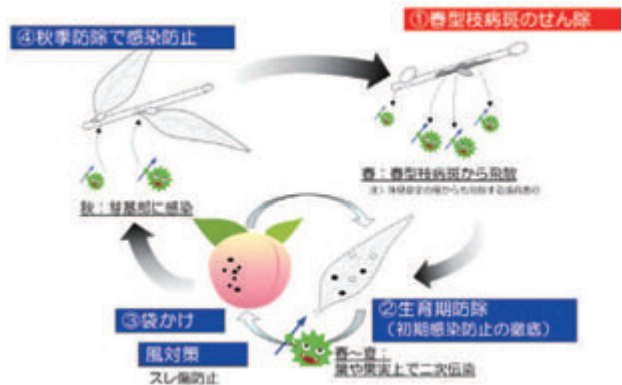 ④秋季防除で感染防止
①春型枝病斑のせん除
春：春型枝病斑から飛散
秋：芽基部に感染
②生育期防除
（初期感染防止の徹底）
③袋かけ
風対策
スレ傷防止
春～夏：
葉や果実上で二次伝染